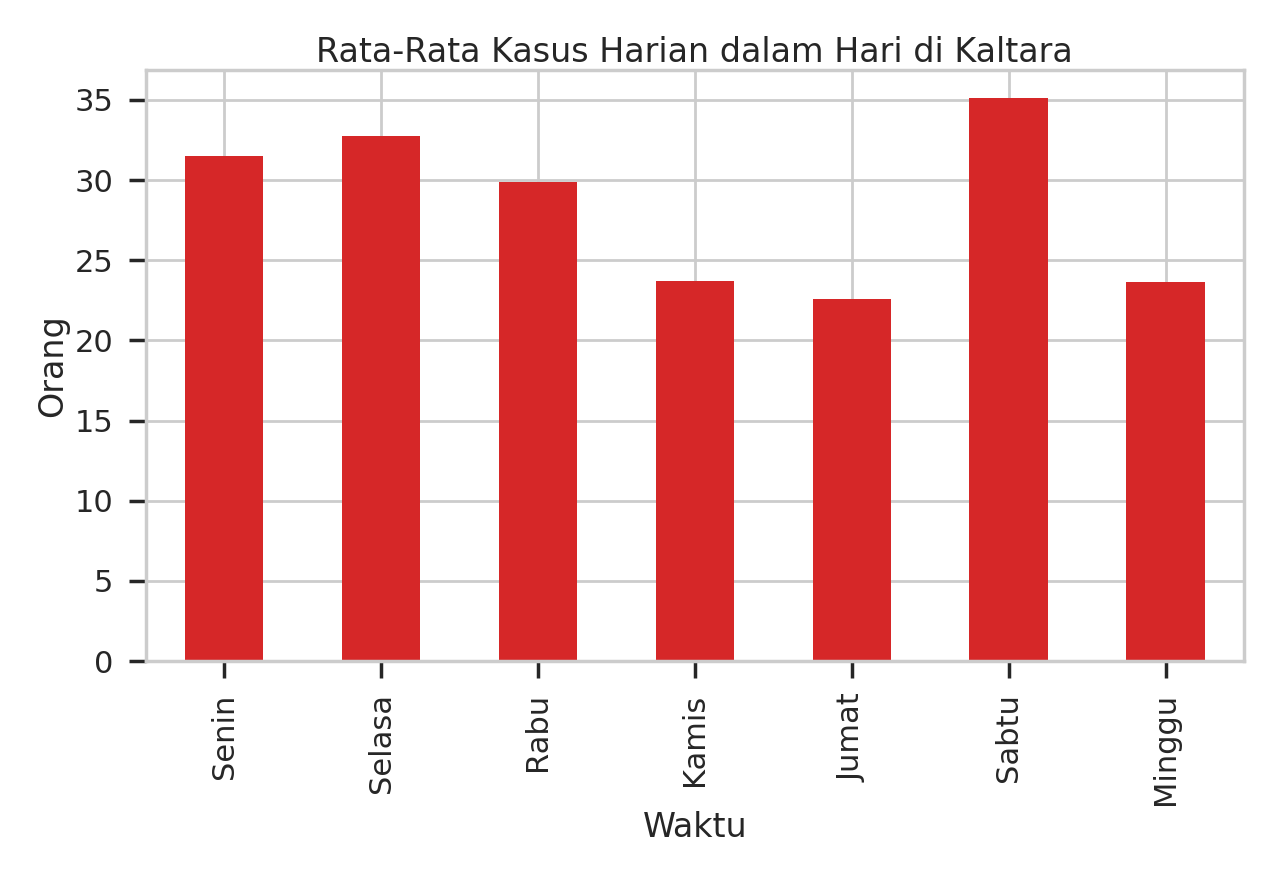 Rata-Rata Kasus Harian dalam Hari di Kaltara
Orang
35
30
25
20
15
10
5
0
Senin
Selasa
Rabu
Kamis
Jumat
Sabtu
Minggu
Waktu